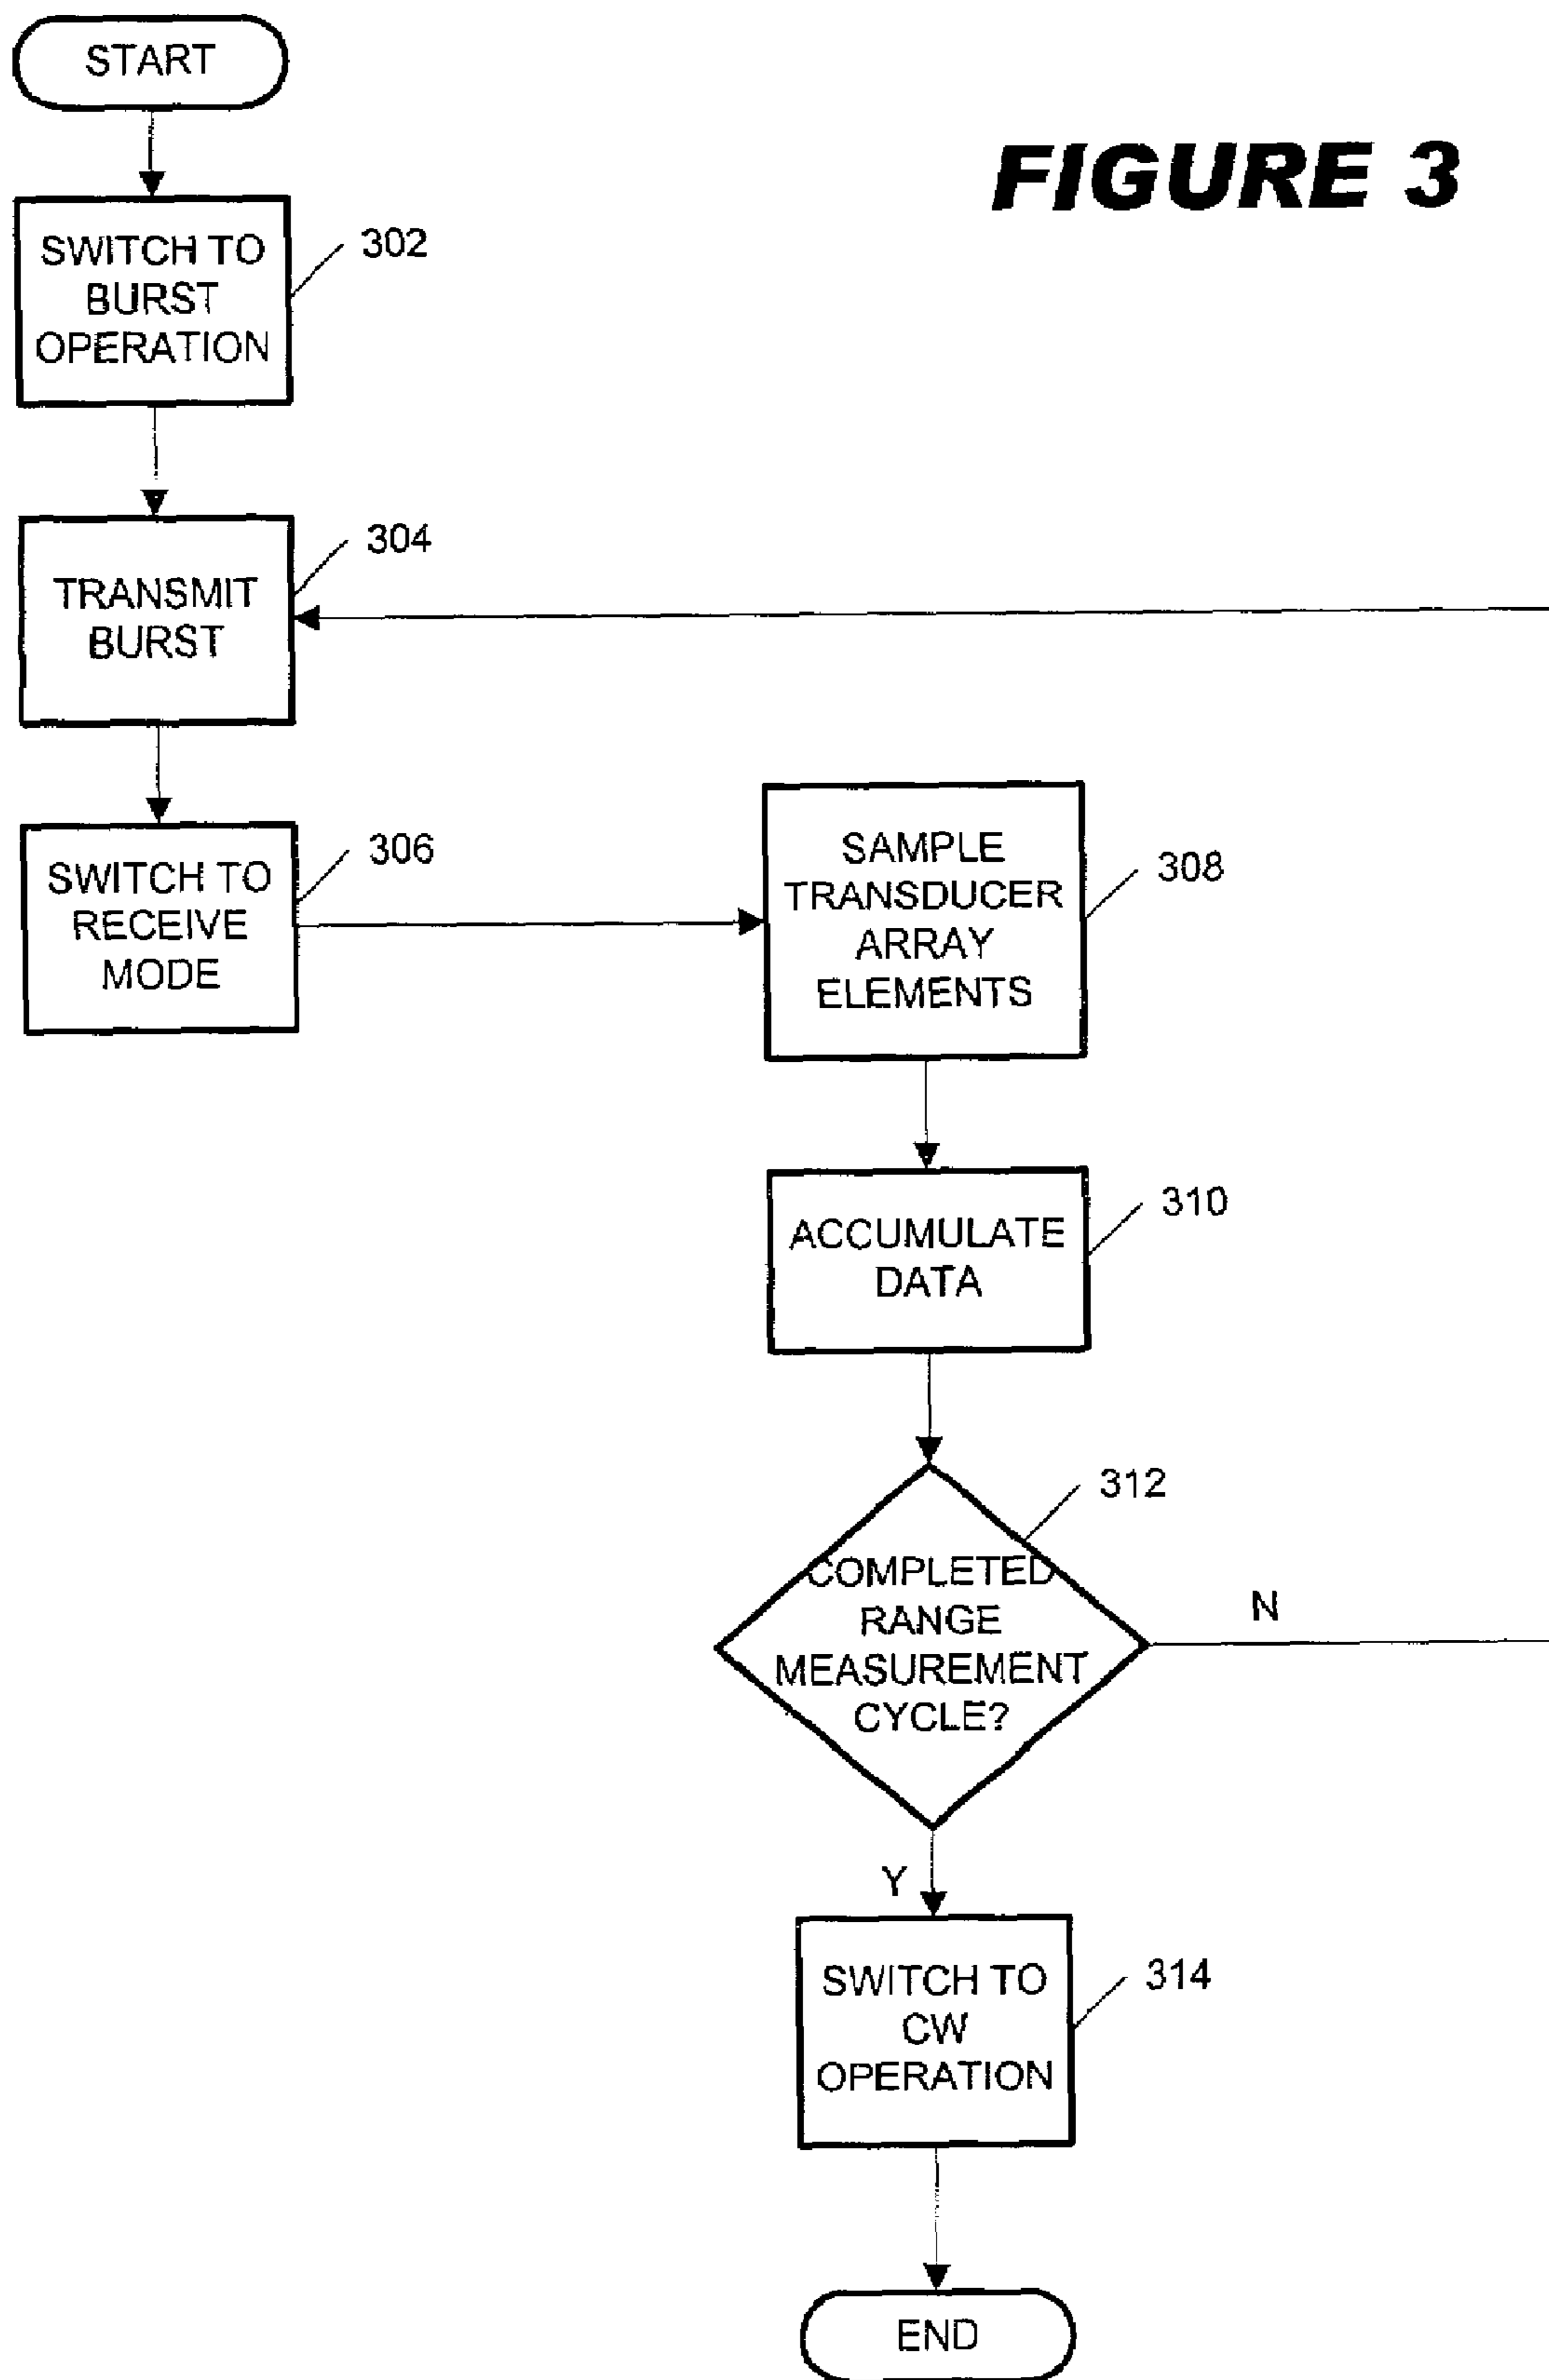 START
FIGURE 3
SWITCH TO
BURST
OPERATION
302
TRANSMIT
BURST
304
SWITCH TO
RECEIVE
MODE
306
SAMPLE
TRANSDUCER
ARRAY
ELEMENTS
308
ACCUMULATE
DATA
310
COMPLETED
RANGE
MEASUREMENT
CYCLE?
312
N
Y
SWITCH TO
CW
OPERATION
314
END